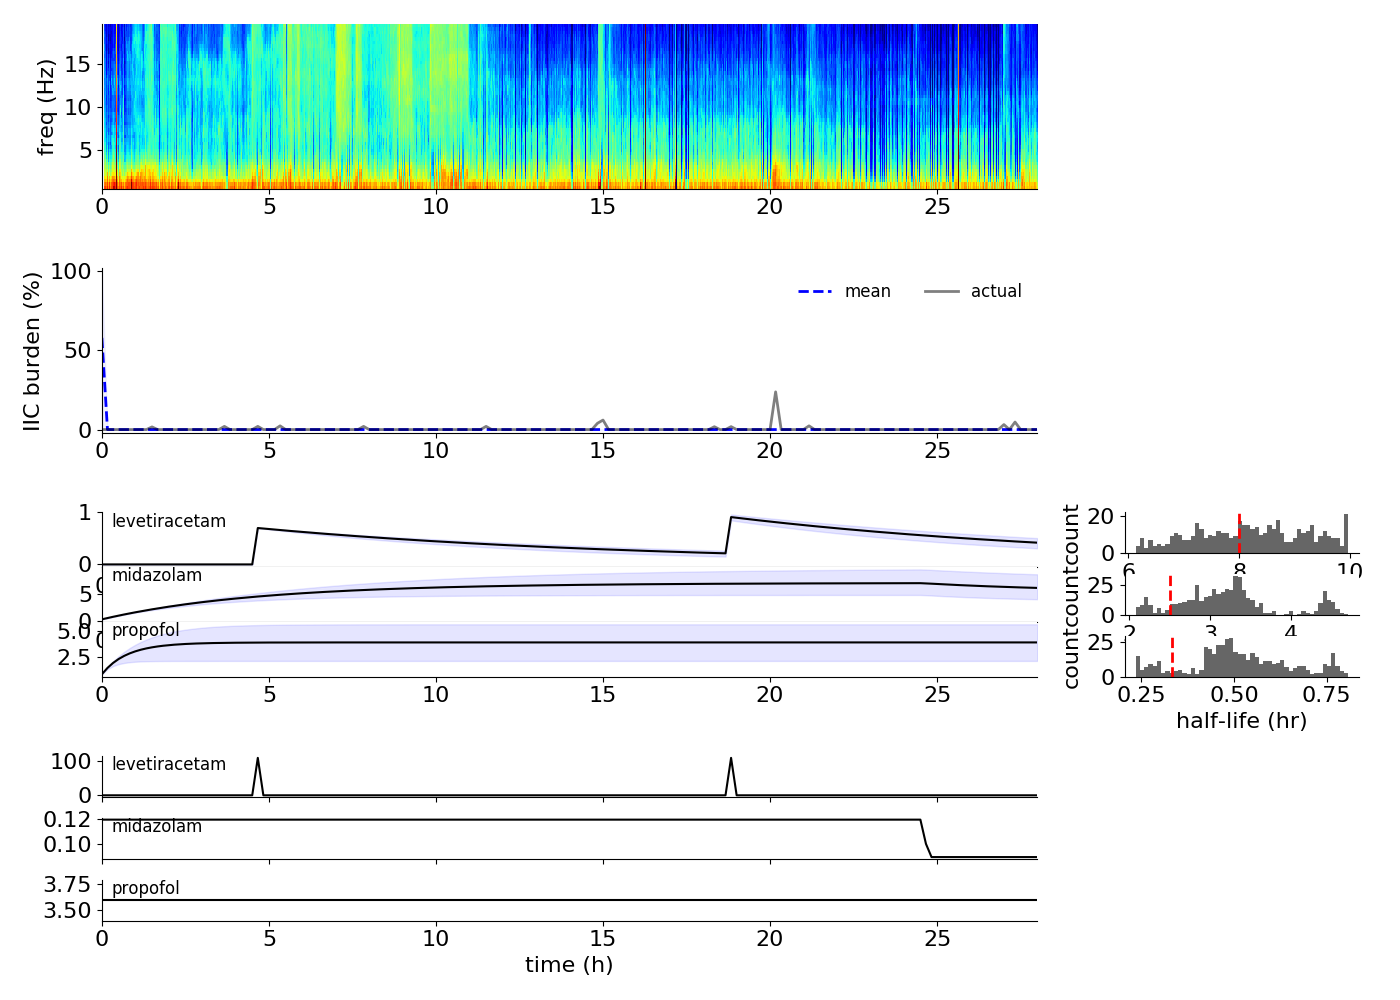 freq (Hz)
15
10
5
0 5 10 15 20 25
IIC burden (%)
100
50
0
mean actual
0 5 10 15 20 25
1
0
levetiracetam
0
midazolam
5
0
0
propofol
5.0
2.5
0 5 10 15 20 25
count
20
0
6 8 10
count
25
0
2 3 4
count
25
0
0.25 0.50 0.75
half-life (hr)
levetiracetam
100
0
0.12
midazolam
0.10
3.75
propofol
3.50
0 5 10 15 20 25
time (h)